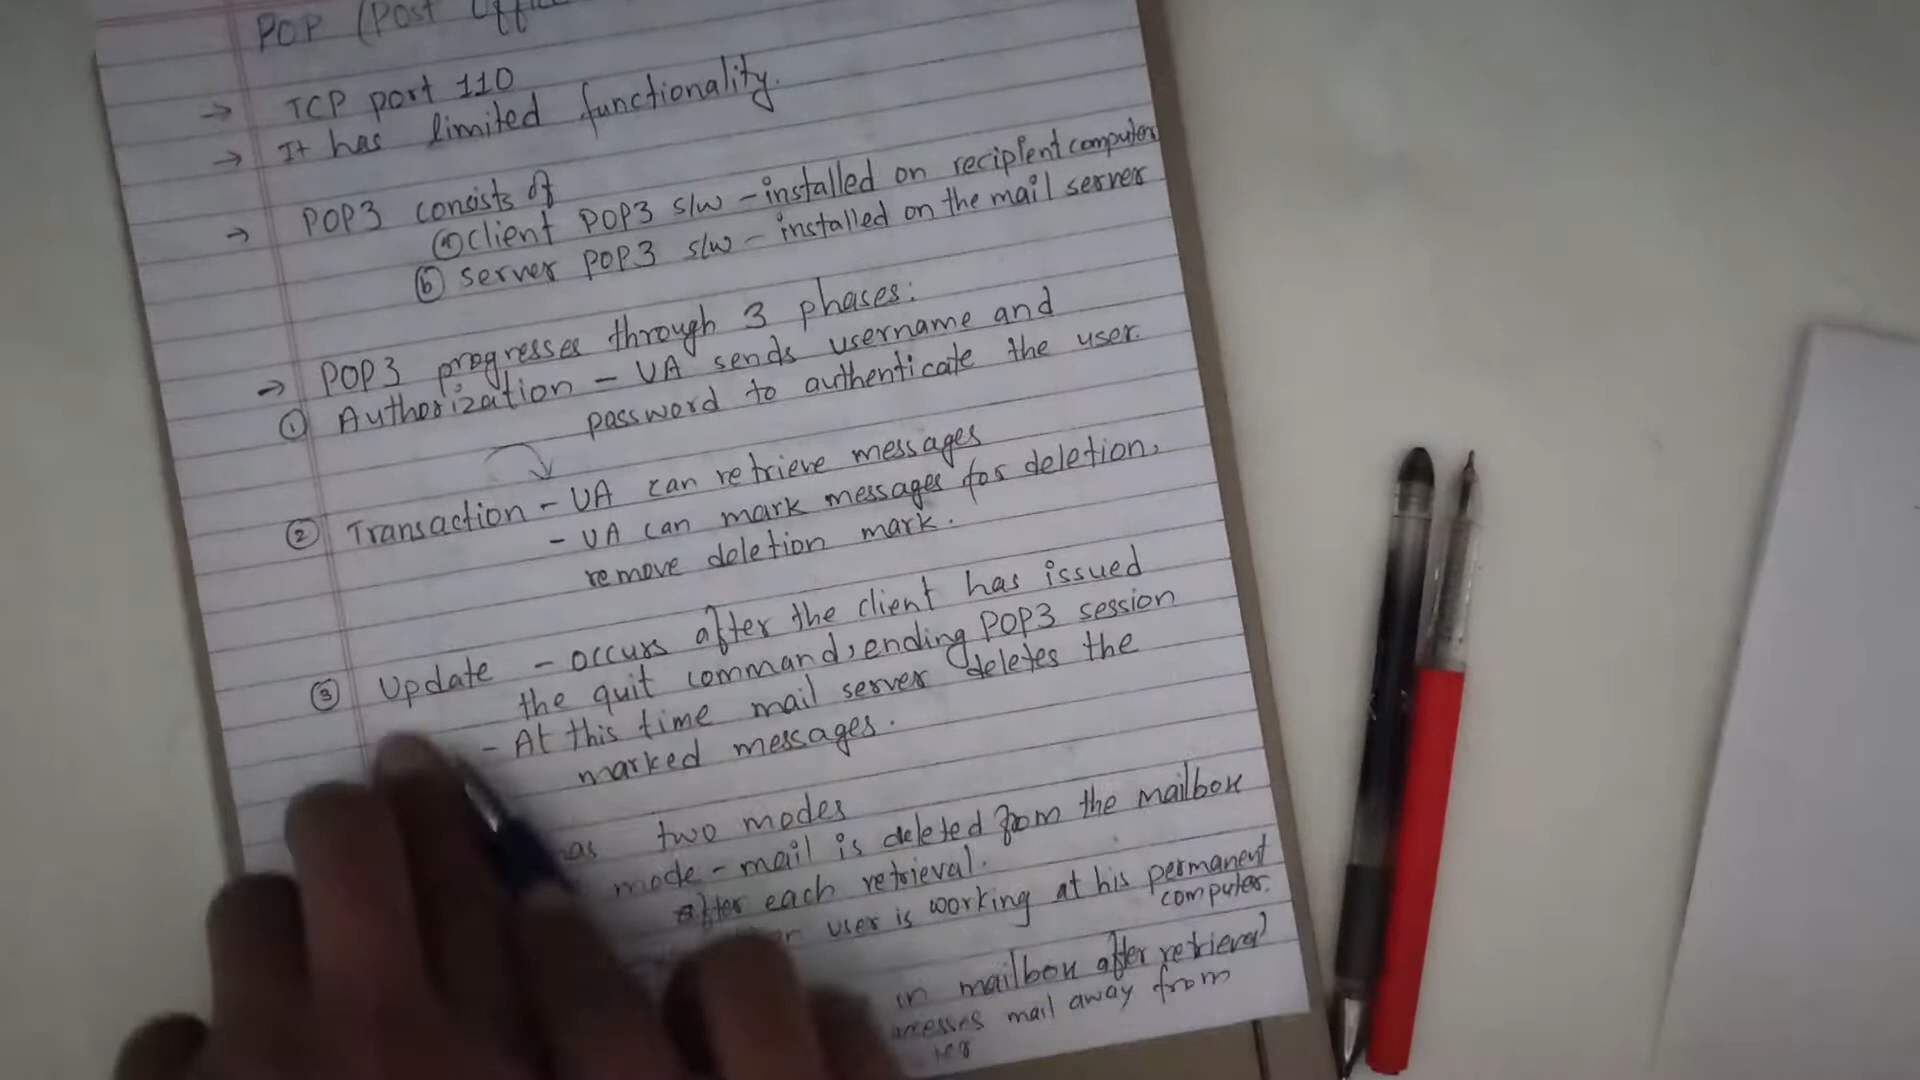 POP (Post
→ TCP port 110
→ It has limited functionality.
→ POP3 consists of
ⓐ client POP3 s/w - installed on recipient computer
ⓑ server POP3 s/w - installed on the mail server
→ POP3 progresses through 3 phases:
① Authorization - UA sends username and
password to authenticate the user.
② Transaction - UA can retrieve messages
- UA can mark messages for deletion,
remove deletion mark.
③ Update - occurs after the client has issued
the quit command, ending POP3 session
- At this time mail server deletes the
marked messages.
two modes
mode - mail is deleted from the mailbox
after each retrieval.
user is working at his permanent
computer.
in mailbox after retrieval
mail away from